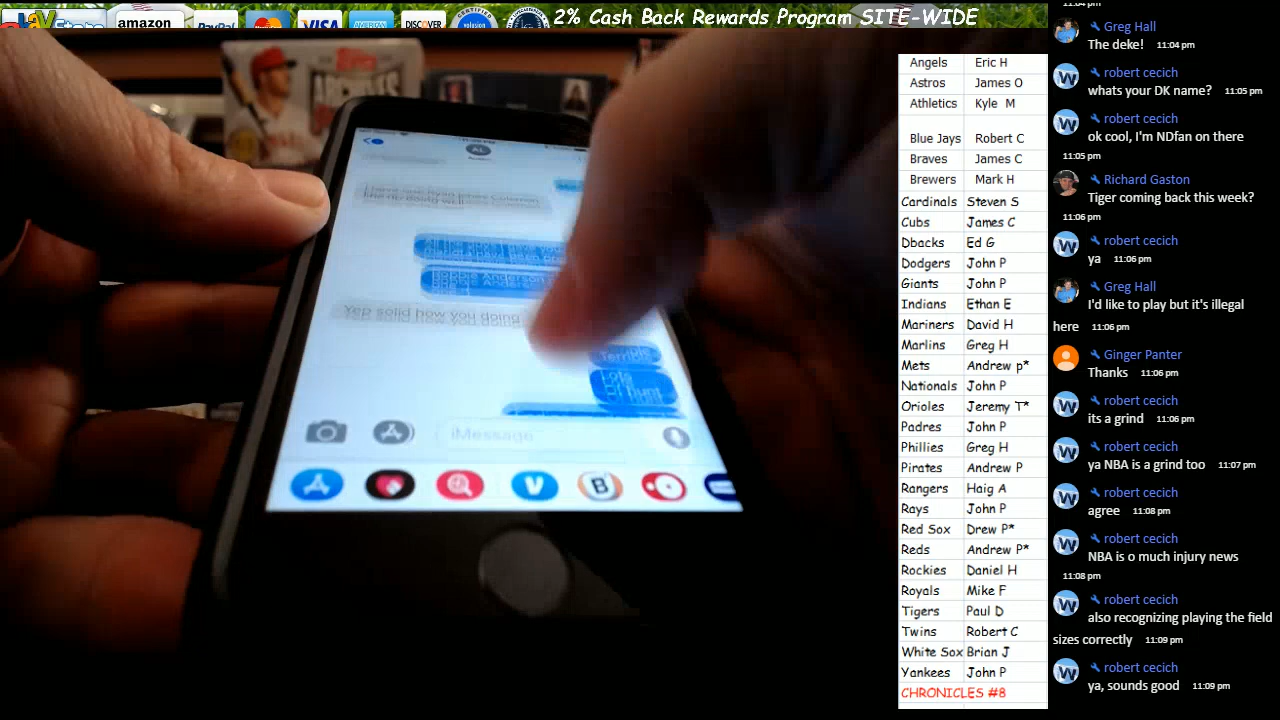 amazon
PayPal
VISA
DISCOVER
2% Cash Back Rewards Program SITE-WIDE
topps
Yep solid how you doing
Terrible
iMessage
Angels Eric H
Astros James O
Athletics Kyle M
Blue Jays Robert C
Braves James C
Brewers Mark H
Cardinals Steven S
Cubs James C
Dbacks Ed G
Dodgers John P
Giants John P
Indians Ethan E
Mariners David H
Marlins Greg H
Mets Andrew p*
Nationals John P
Orioles Jeremy T*
Padres John P
Phillies Greg H
Pirates Andrew P
Rangers Haig A
Rays John P
Red Sox Drew P*
Reds Andrew P*
Rockies Daniel H
Royals Mike F
Tigers Paul D
Twins Robert C
White Sox Brian J
Yankees John P
CHRONICLES #8
Greg Hall
The deke! 11:04 pm
robert cecich
whats your DK name? 11:05 pm
robert cecich
ok cool, I'm NDfan on there
11:05 pm
Richard Gaston
Tiger coming back this week?
11:06 pm
robert cecich
ya 11:06 pm
Greg Hall
I'd like to play but it's illegal
here 11:06 pm
Ginger Panter
Thanks 11:06 pm
robert cecich
its a grind 11:06 pm
robert cecich
ya NBA is a grind too 11:07 pm
robert cecich
agree 11:08 pm
robert cecich
NBA is o much injury news
11:08 pm
robert cecich
also recognizing playing the field
sizes correctly 11:09 pm
robert cecich
ya, sounds good 11:09 pm